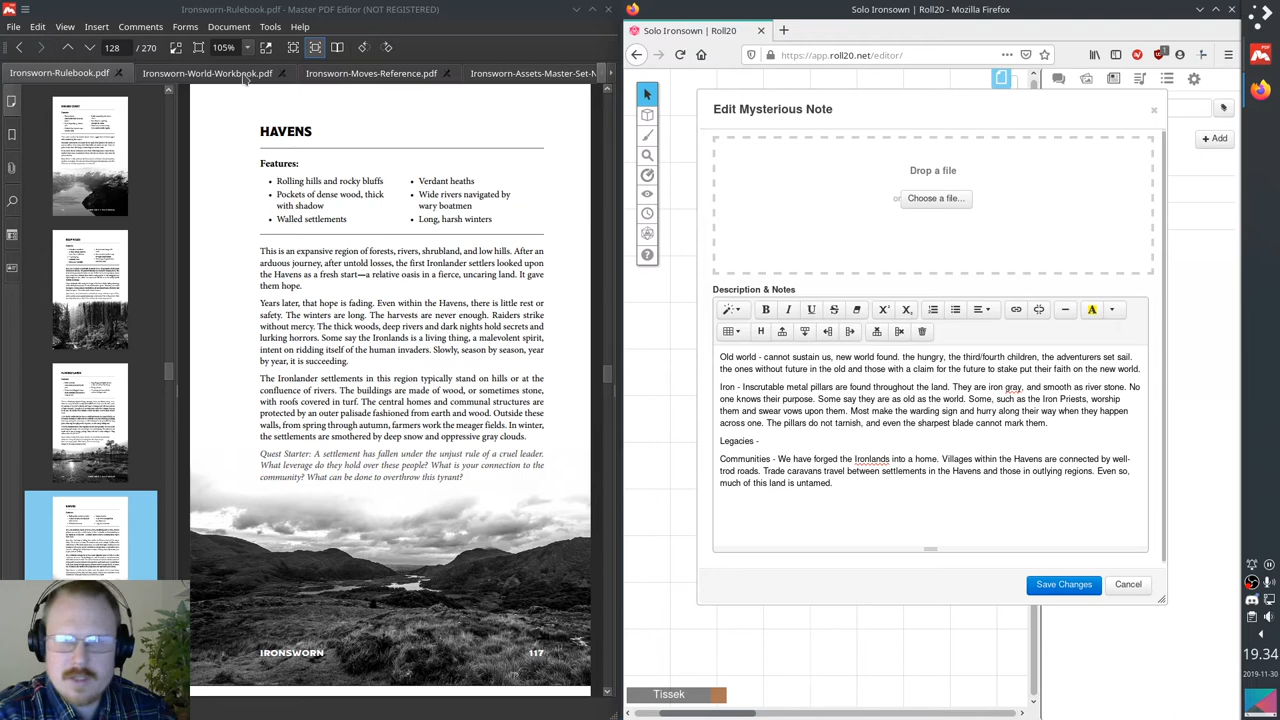 Ironsworn-Rulebook.pdf - Master PDF Editor (NOT REGISTERED)
File Edit View Insert Comments Forms Document Tools Help
128 / 270 105%
Ironsworn-Rulebook.pdf Ironsworn-World-Workbook.pdf Ironsworn-Moves-Reference.pdf Ironsworn-Assets-Master-Set-N
HAVENS
Features:
• Rolling hills and rocky bluffs
• Pockets of dense wood, thick
with shadow
• Walled settlements
• Verdant heaths
• Wide rivers navigated by
wary boatmen
• Long, harsh winters
This is an expansive region of forests, rivers, shrubland, and low hills. After an
arduous journey, after untold losses, the first Ironlander settlers looked upon
the Havens as a fresh start—a relative oasis in a fierce, uncaring land. It gave
them hope.
Years later, that hope is fading. Even within the Havens, there is little rest or
safety. The winters are long. The harvests are never enough. Raiders strike
without mercy. The thick woods, deep rivers and dark nights hold secrets and
lurking horrors. Some say the Ironlands is a living thing, a malevolent spirit,
intent on ridding itself of the human invaders. Slowly, season by season, year
by year, it is succeeding.
The Ironlander settlements in this region typically stand on hills or at the
confluence of rivers. The buildings are made of wood, or sometimes stone,
with roofs covered in turf. The central homes and communal structures are
protected by an outer palisade fashioned from earth and wood. Outside these
walls, from spring through autumn, farmers work the meager fields. In winter,
the settlements are smothered by deep snow and oppressive gray clouds.
Quest Starter: A settlement has fallen under the unjust rule of a cruel leader.
What leverage do they hold over these people? What is your connection to the
community? What can be done to overthrow this tyrant?
IRONSWORN 117
Solo Ironsown | Roll20 - Mozilla Firefox
Solo Ironsown | Roll20
https://app.roll20.net/editor/
1
+ Add
Edit Mysterious Note
×
Drop a file
or Choose a file...
Description & Notes
B I U S X² X₂ A
H
Old world - cannot sustain us, new world found. the hungry, the third/fourth children, the adventurers set sail.
the ones without future in the old and those with a claim for the future to stake put their faith on the new world.
Iron - Inscrutable metal pillars are found throughout the land. They are iron gray, and smooth as river stone. No
one knows their purpose. Some say they are as old as the world. Some, such as the Iron Priests, worship
them and swear vows upon them. Most make the warding sign and hurry along their way when they happen
across one. The pillars do not tarnish, and even the sharpest blade cannot mark them.
Legacies -
Communities - We have forged the Ironlands into a home. Villages within the Havens are connected by well-
trod roads. Trade caravans travel between settlements in the Havens and those in outlying regions. Even so,
much of this land is untamed.
Save Changes Cancel
Tissek
19.34
2019-11-30